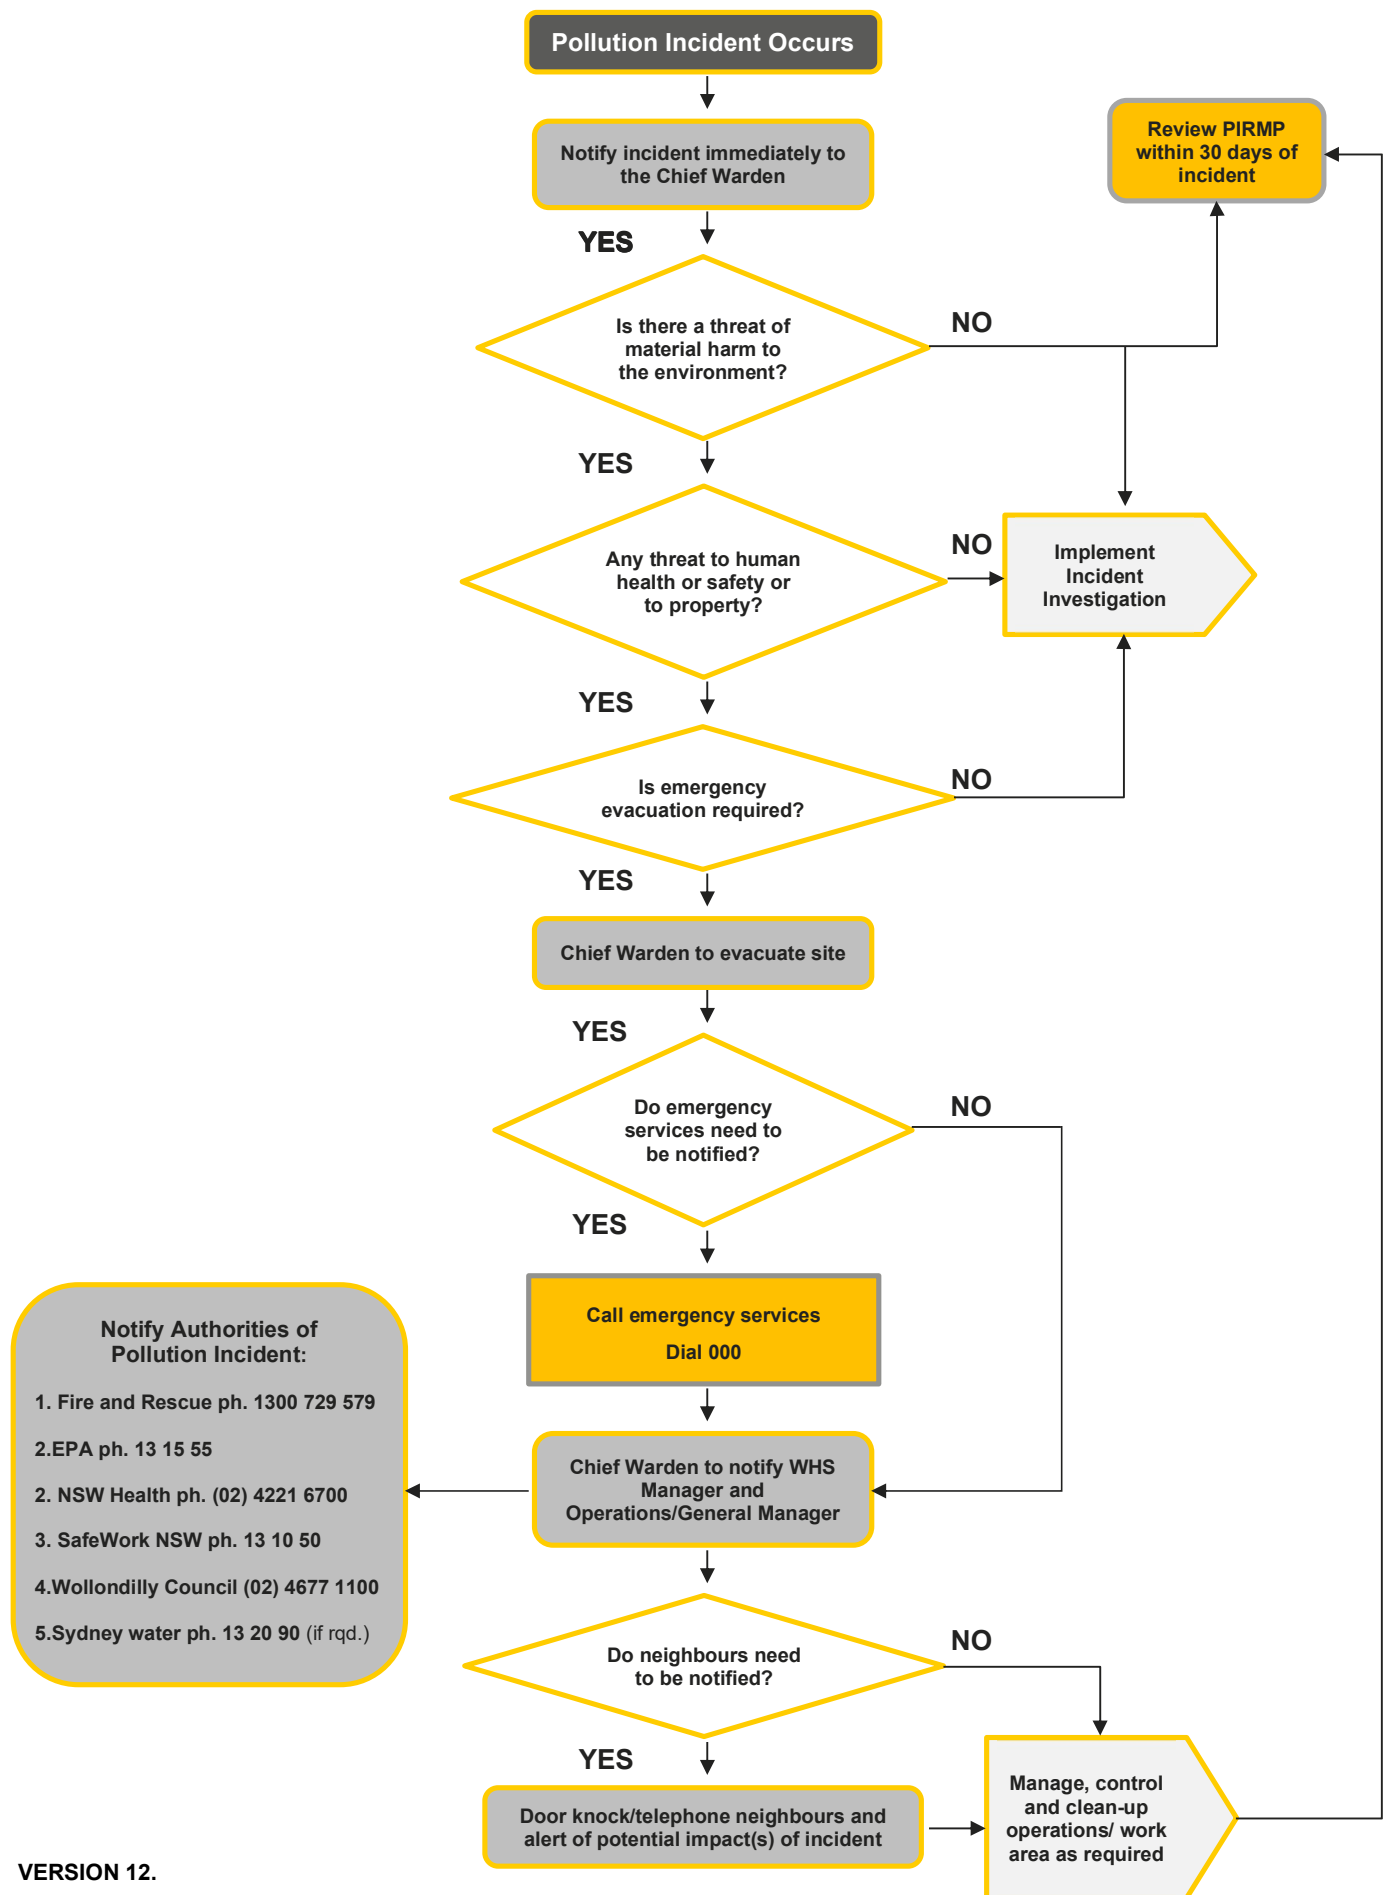 Pollution Incident Occurs
Notify incident immediately to
the Chief Warden
Review PIRMP
within 30 days of
incident
YES
Is there a threat of
material harm to
the environment?
NO
YES
Any threat to human
health or safety or
to property?
NO
Implement
Incident
Investigation
YES
Is emergency
evacuation required?
NO
YES
Chief Warden to evacuate site
YES
Do emergency
services need to
be notified?
NO
YES
Call emergency services
Dial 000
Notify Authorities of
Pollution Incident:
1. Fire and Rescue ph. 1300 729 579
2.EPA ph. 13 15 55
2. NSW Health ph. (02) 4221 6700
3. SafeWork NSW ph. 13 10 50
4.Wollondilly Council (02) 4677 1100
5.Sydney water ph. 13 20 90 (if rqd.)
Chief Warden to notify WHS
Manager and
Operations/General Manager
Do neighbours need
to be notified?
NO
YES
Door knock/telephone neighbours and
alert of potential impact(s) of incident
Manage, control
and clean-up
operations/ work
area as required
VERSION 12.